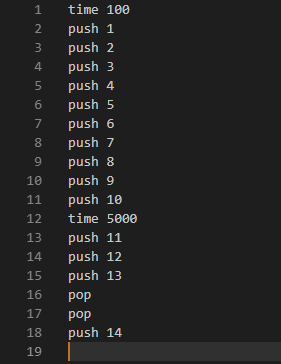 1 time 100
2 push 1
3 push 2
4 push 3
5 push 4
6 push 5
7 push 6
8 push 7
9 push 8
10 push 9
11 push 10
12 time 5000
13 push 11
14 push 12
15 push 13
16 pop
17 pop
18 push 14
19